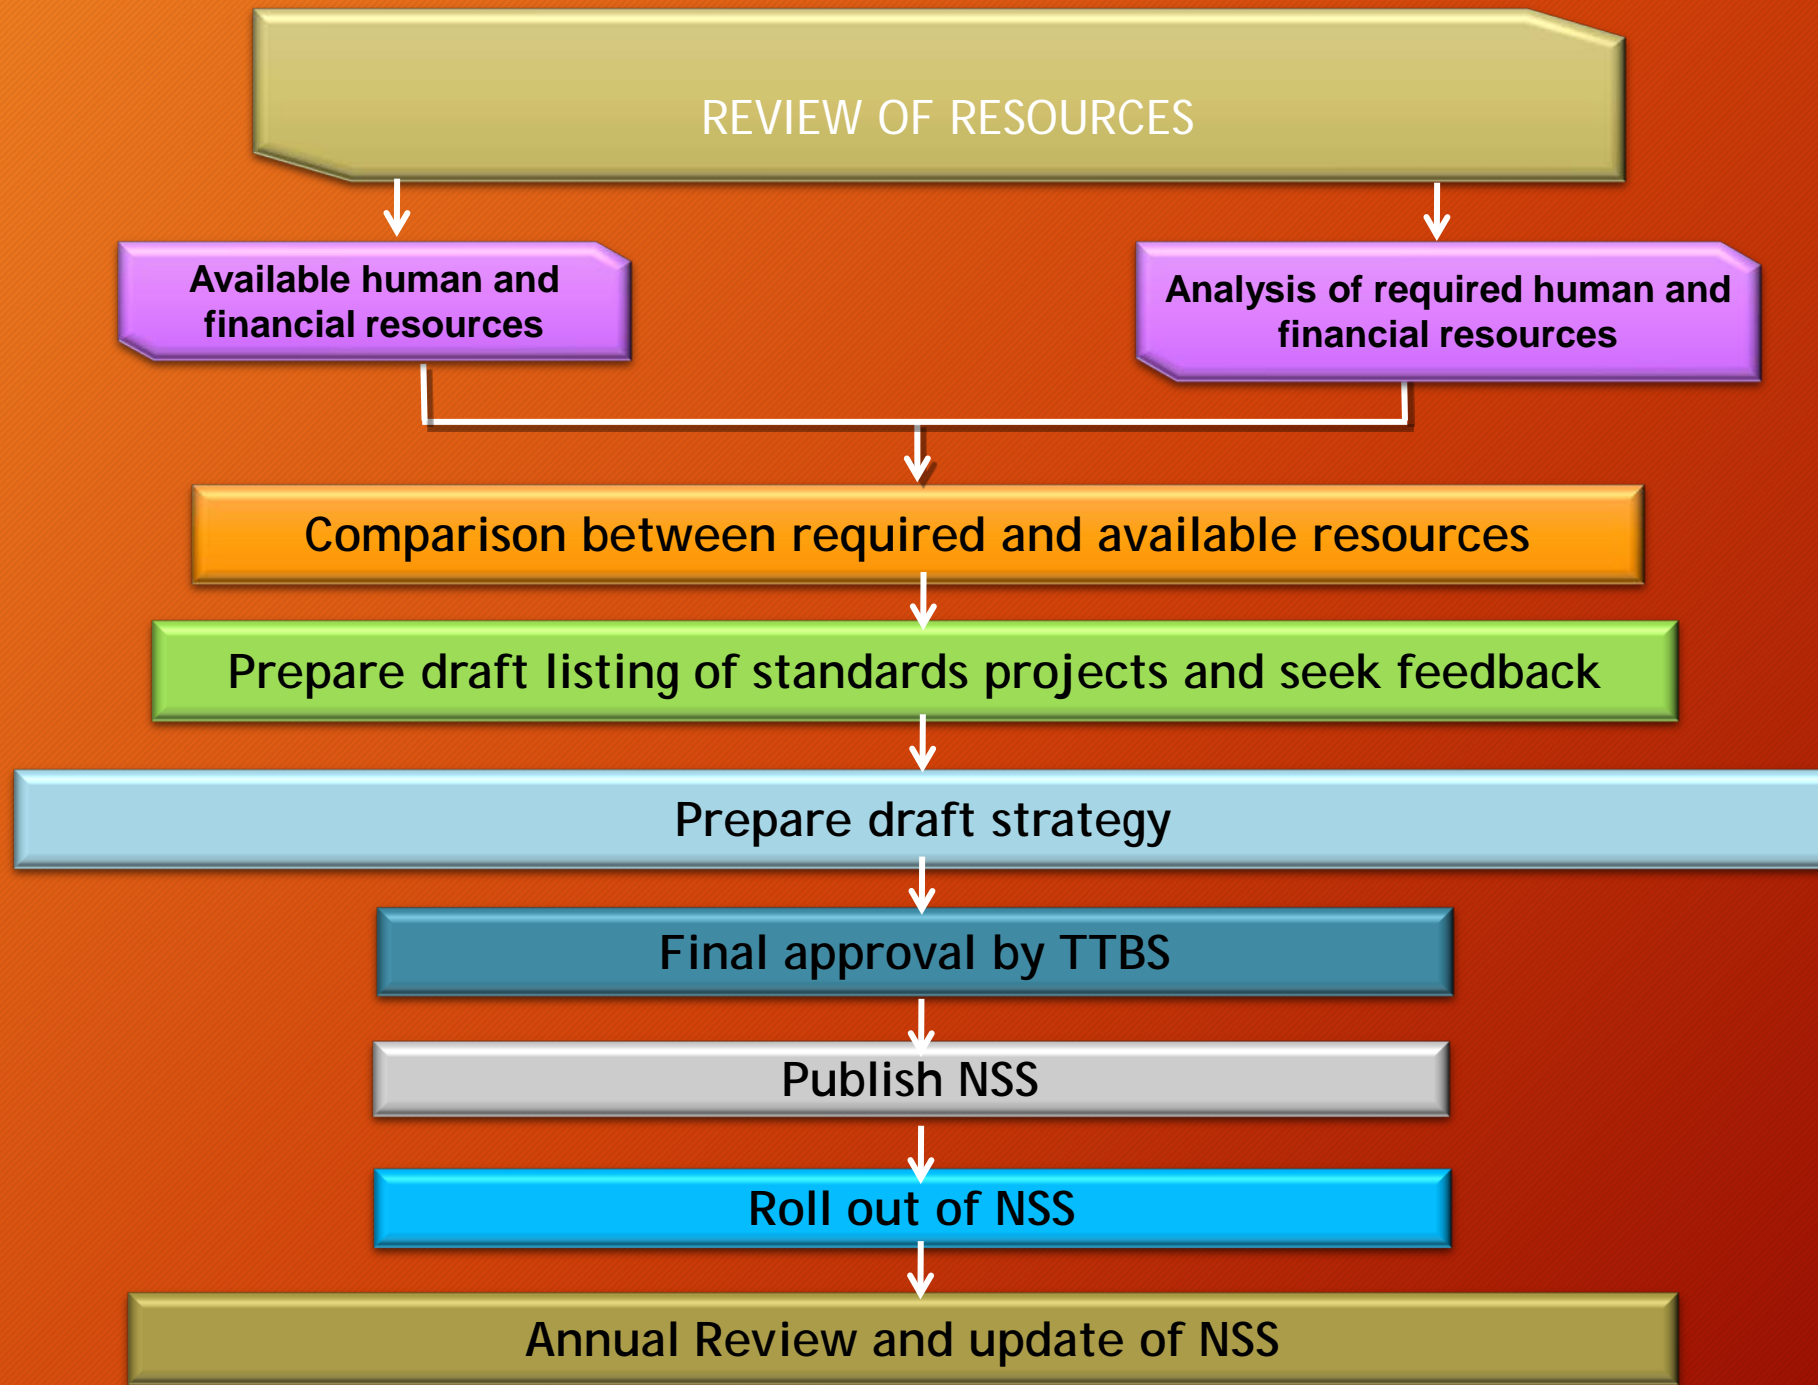 REVIEW OF RESOURCES
Available human and
financial resources
Analysis of required human and
financial resources
Comparison between required and available resources
Prepare draft listing of standards projects and seek feedback
Prepare draft strategy
Final approval by TTBS
Publish NSS
Roll out of NSS
Annual Review and update of NSS